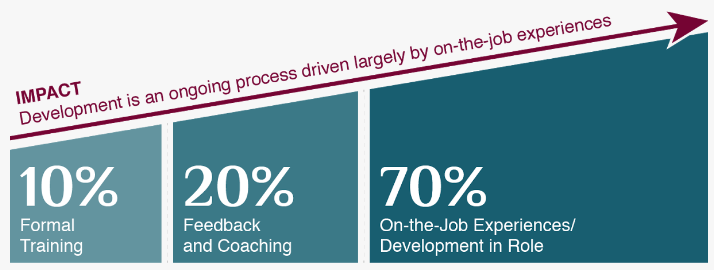 IMPACT
Development is an ongoing process driven largely by on-the-job experiences
10%
Formal
Training
20%
Feedback
and Coaching
70%
On-the-Job Experiences/
Development in Role